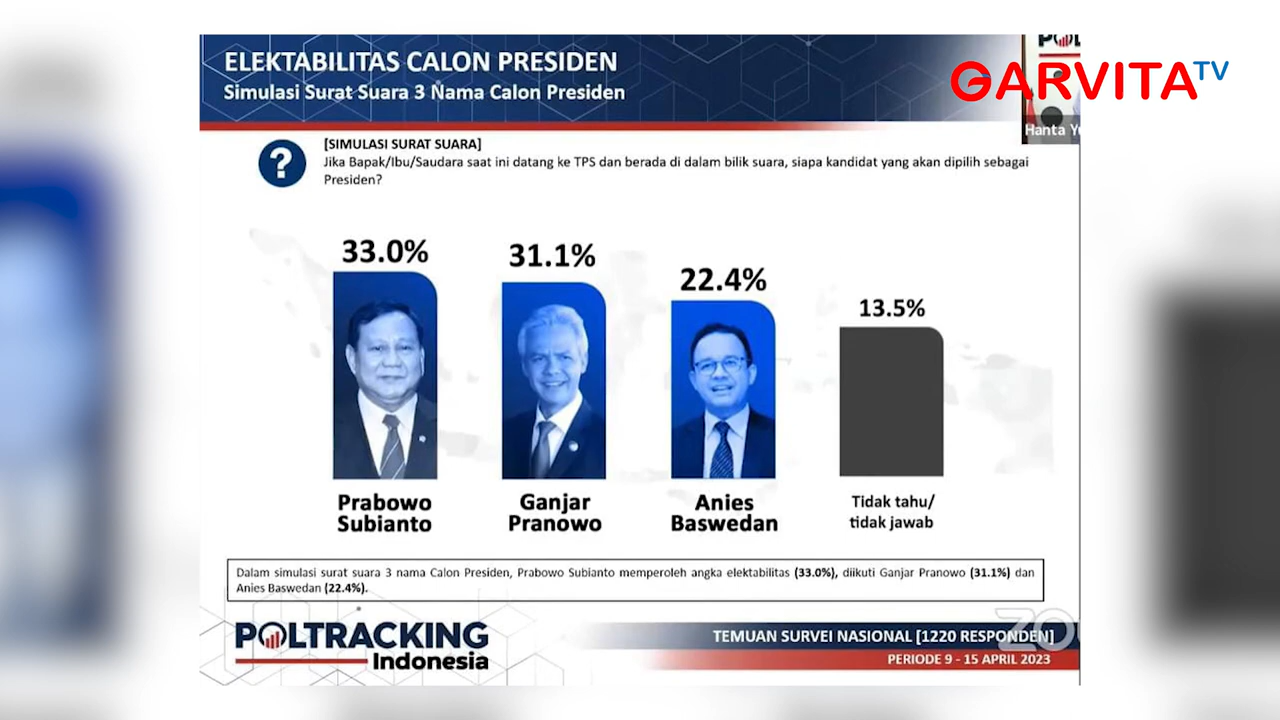 ELEKTABILITAS CALON PRESIDEN
Simulasi Surat Suara 3 Nama Calon Presiden
GARVITA TV
[SIMULASI SURAT SUARA]
Jika Bapak/Ibu/Saudara saat ini datang ke TPS dan berada di dalam bilik suara, siapa kandidat yang akan dipilih sebagai
Presiden?
33.0%
31.1%
22.4%
13.5%
Prabowo
Subianto
Ganjar
Pranowo
Anies
Baswedan
Tidak tahu/
tidak jawab
Dalam simulasi surat suara 3 nama Calon Presiden, Prabowo Subianto memperoleh angka elektabilitas (33.0%), diikuti Ganjar Pranowo (31.1%) dan
Anies Baswedan (22.4%).
POLTRACKING
Indonesia
TEMUAN SURVEI NASIONAL [1220 RESPONDEN]
PERIODE 9 - 15 APRIL 2023